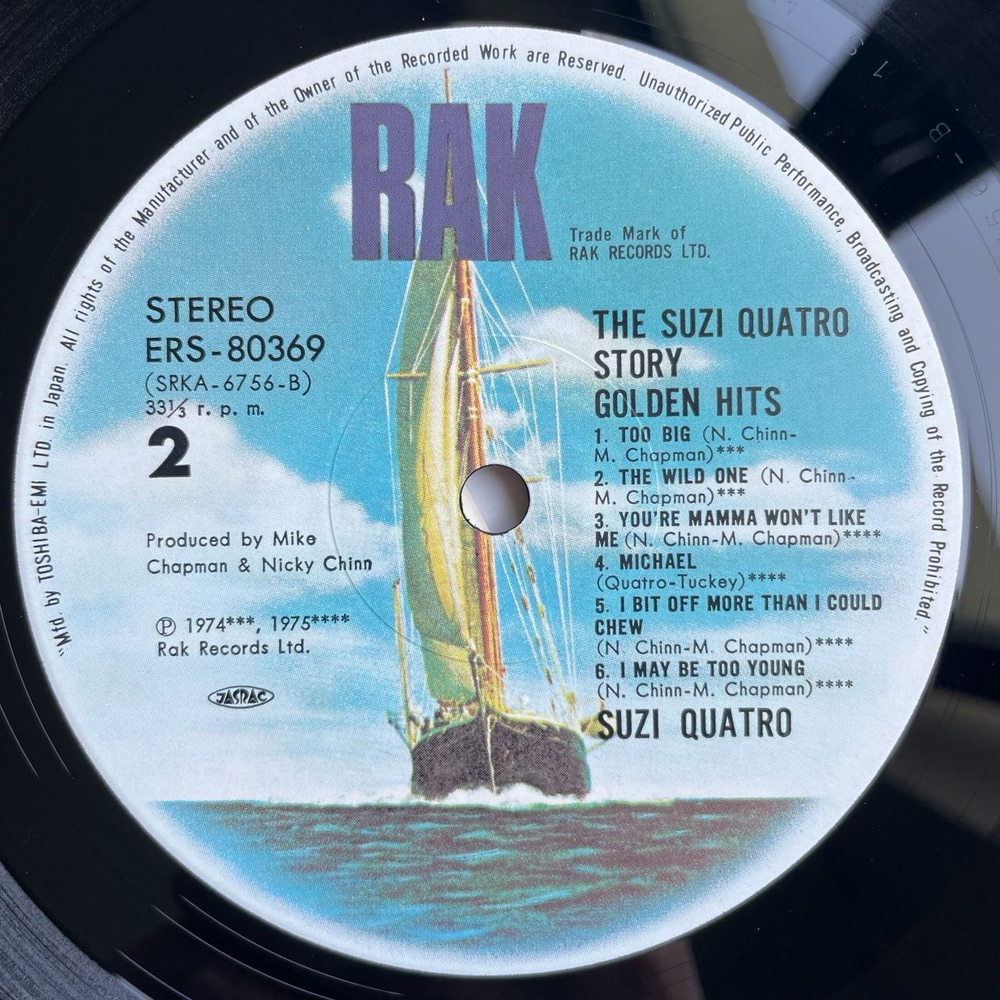 "Mfd. by TOSHIBA-EMI LTD. in Japan. All rights of the Manufacturer and of the Owner of the Recorded Work are Reserved. Unauthorized Public Performance, Broadcasting and Copying of the Record Prohibited."
RAK
Trade Mark of
RAK RECORDS LTD.
STEREO
ERS-80369
(SRKA-6756-B)
33⅓ r. p. m.
2
Produced by Mike
Chapman & Nicky Chinn
℗ 1974***, 1975****
Rak Records Ltd.
JASRAC
THE SUZI QUATRO
STORY
GOLDEN HITS
1. TOO BIG (N. Chinn-
M. Chapman)***
2. THE WILD ONE (N. Chinn-
M. Chapman)***
3. YOU'RE MAMMA WON'T LIKE
ME (N. Chinn-M. Chapman)****
4. MICHAEL
(Quatro-Tuckey)****
5. I BIT OFF MORE THAN I COULD
CHEW
(N. Chinn-M. Chapman)****
6. I MAY BE TOO YOUNG
(N. Chinn-M. Chapman)****
SUZI QUATRO